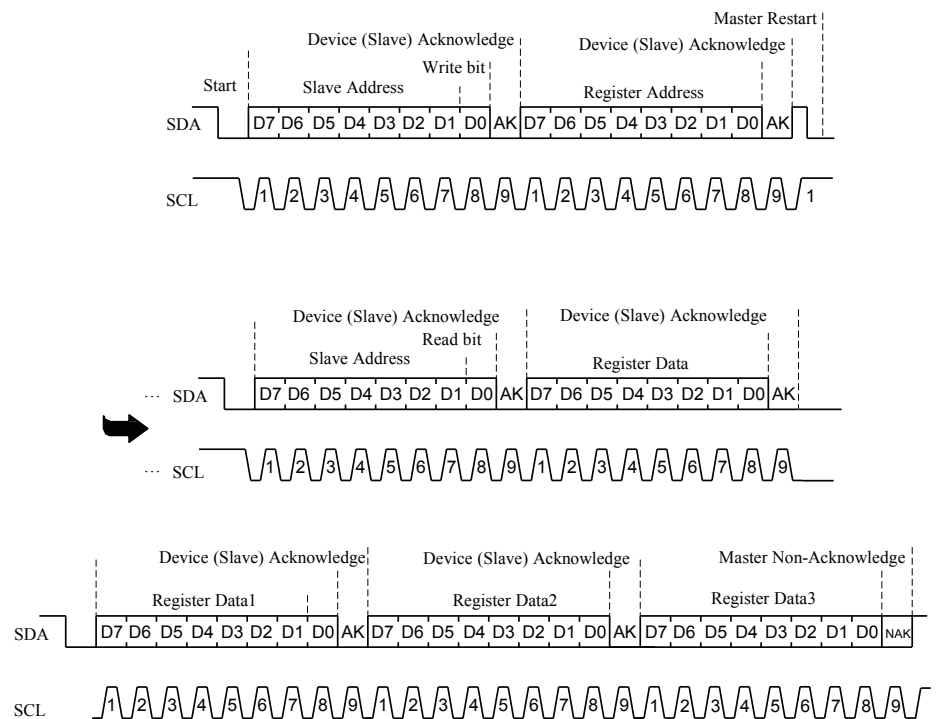 Master Restart
Device (Slave) Acknowledge Device (Slave) Acknowledge
Write bit
Start Slave Address Register Address
SDA D7 D6 D5 D4 D3 D2 D1 D0 AK D7 D6 D5 D4 D3 D2 D1 D0 AK
SCL 1 2 3 4 5 6 7 8 9 1 2 3 4 5 6 7 8 9 1
Device (Slave) Acknowledge Device (Slave) Acknowledge
Read bit
Slave Address Register Data
... SDA D7 D6 D5 D4 D3 D2 D1 D0 AK D7 D6 D5 D4 D3 D2 D1 D0 AK
... SCL 1 2 3 4 5 6 7 8 9 1 2 3 4 5 6 7 8 9
Device (Slave) Acknowledge Device (Slave) Acknowledge Master Non-Acknowledge
Register Data1 Register Data2 Register Data3
SDA D7 D6 D5 D4 D3 D2 D1 D0 AK D7 D6 D5 D4 D3 D2 D1 D0 AK D7 D6 D5 D4 D3 D2 D1 D0 NAK
SCL 1 2 3 4 5 6 7 8 9 1 2 3 4 5 6 7 8 9 1 2 3 4 5 6 7 8 9